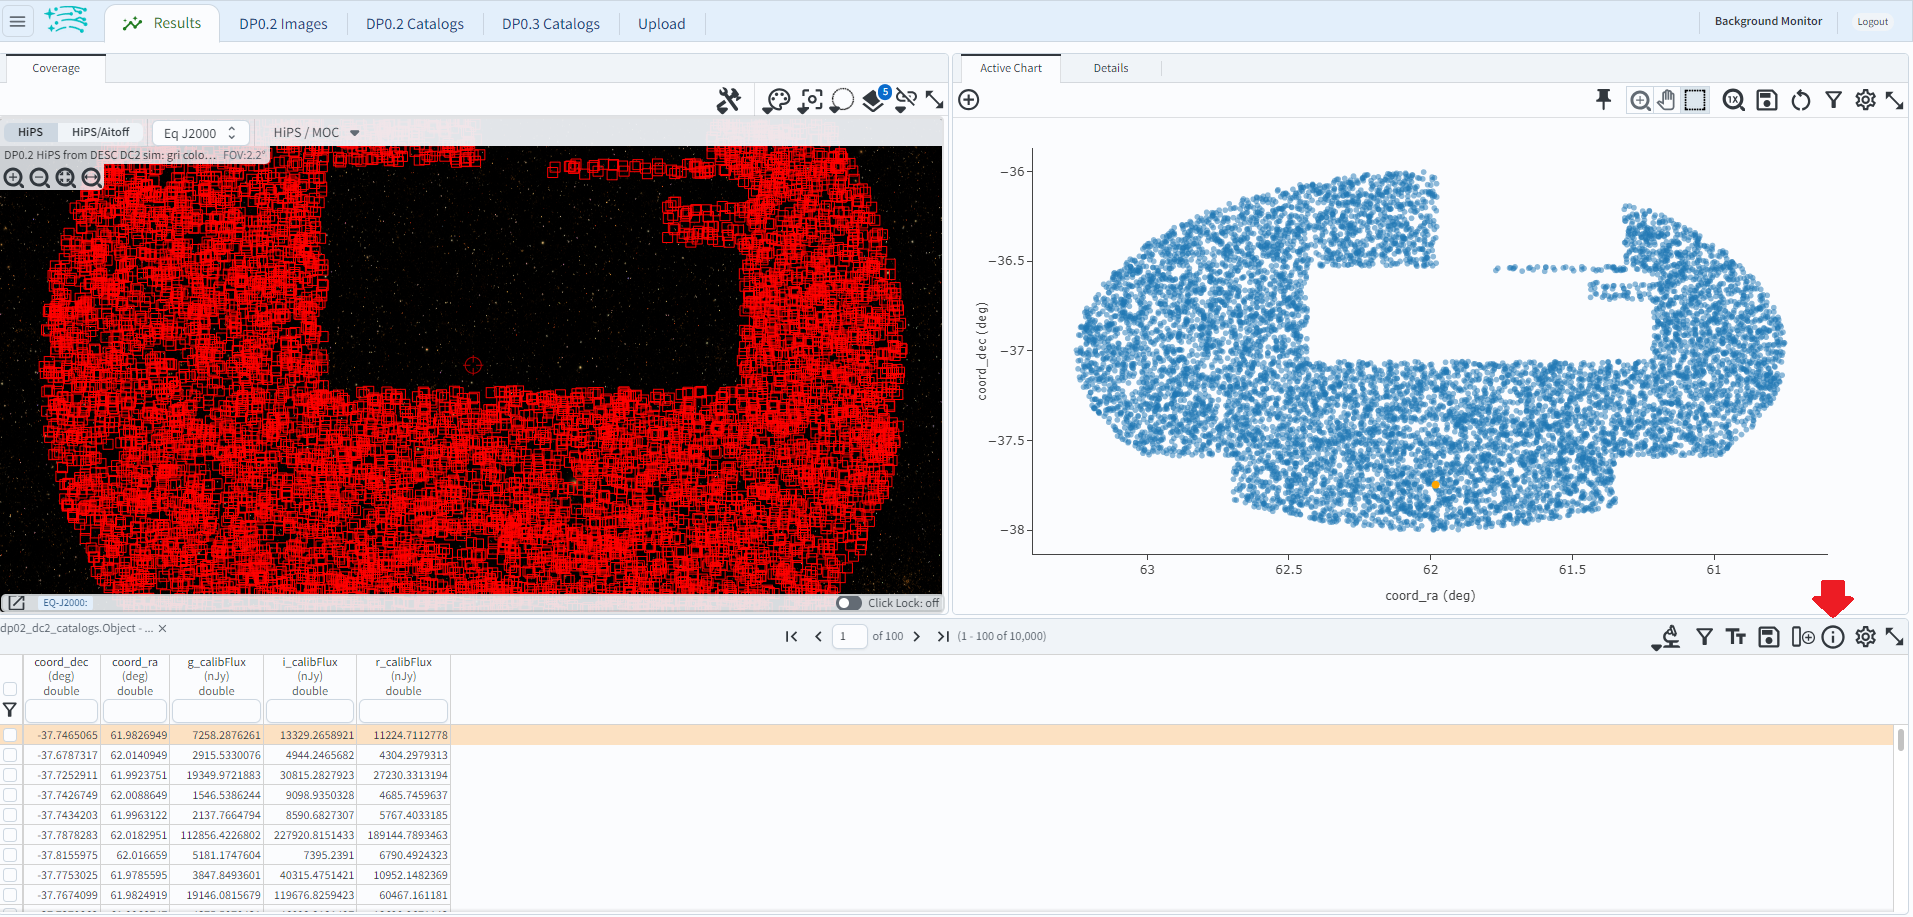 Results DP0.2 Images DP0.2 Catalogs DP0.3 Catalogs Upload Background Monitor Logout
Coverage
5
HiPS HiPS/Aitoff Eq J2000 HiPS / MOC
DP0.2 HiPS from DESC DC2 sim: gri colo... FOV:2.2°
EQ-J2000: Click Lock: off
Active Chart Details
1X
−36
−36.5
−37
−37.5
−38
coord_dec (deg)
63 62.5 62 61.5 61
coord_ra (deg)
dp02_dc2_catalogs.Object - ... 1 of 100 (1 - 100 of 10,000)
coord_dec coord_ra g_calibFlux i_calibFlux r_calibFlux
(deg) (deg) (nJy) (nJy) (nJy)
double double double double double
-37.7465065 61.9826949 7258.2876261 13329.2658921 11224.7112778
-37.6787317 62.0140949 2915.5330076 4944.2465682 4304.2979313
-37.7252911 61.9923751 19349.9721883 30815.2827923 27230.3313194
-37.7426749 62.0088649 1546.5386244 9098.9350328 4685.7459637
-37.7434203 61.9963122 2137.7664794 8590.6827307 5767.4033185
-37.7878283 62.0182951 112856.4226802 227920.8151433 189144.7893463
-37.8155975 62.016659 5181.1747604 7395.2391 6790.4924323
-37.7753025 61.9785595 3847.8493601 40315.4751421 10952.1482369
-37.7674099 61.9824919 19146.0815679 119676.8259423 60467.161181